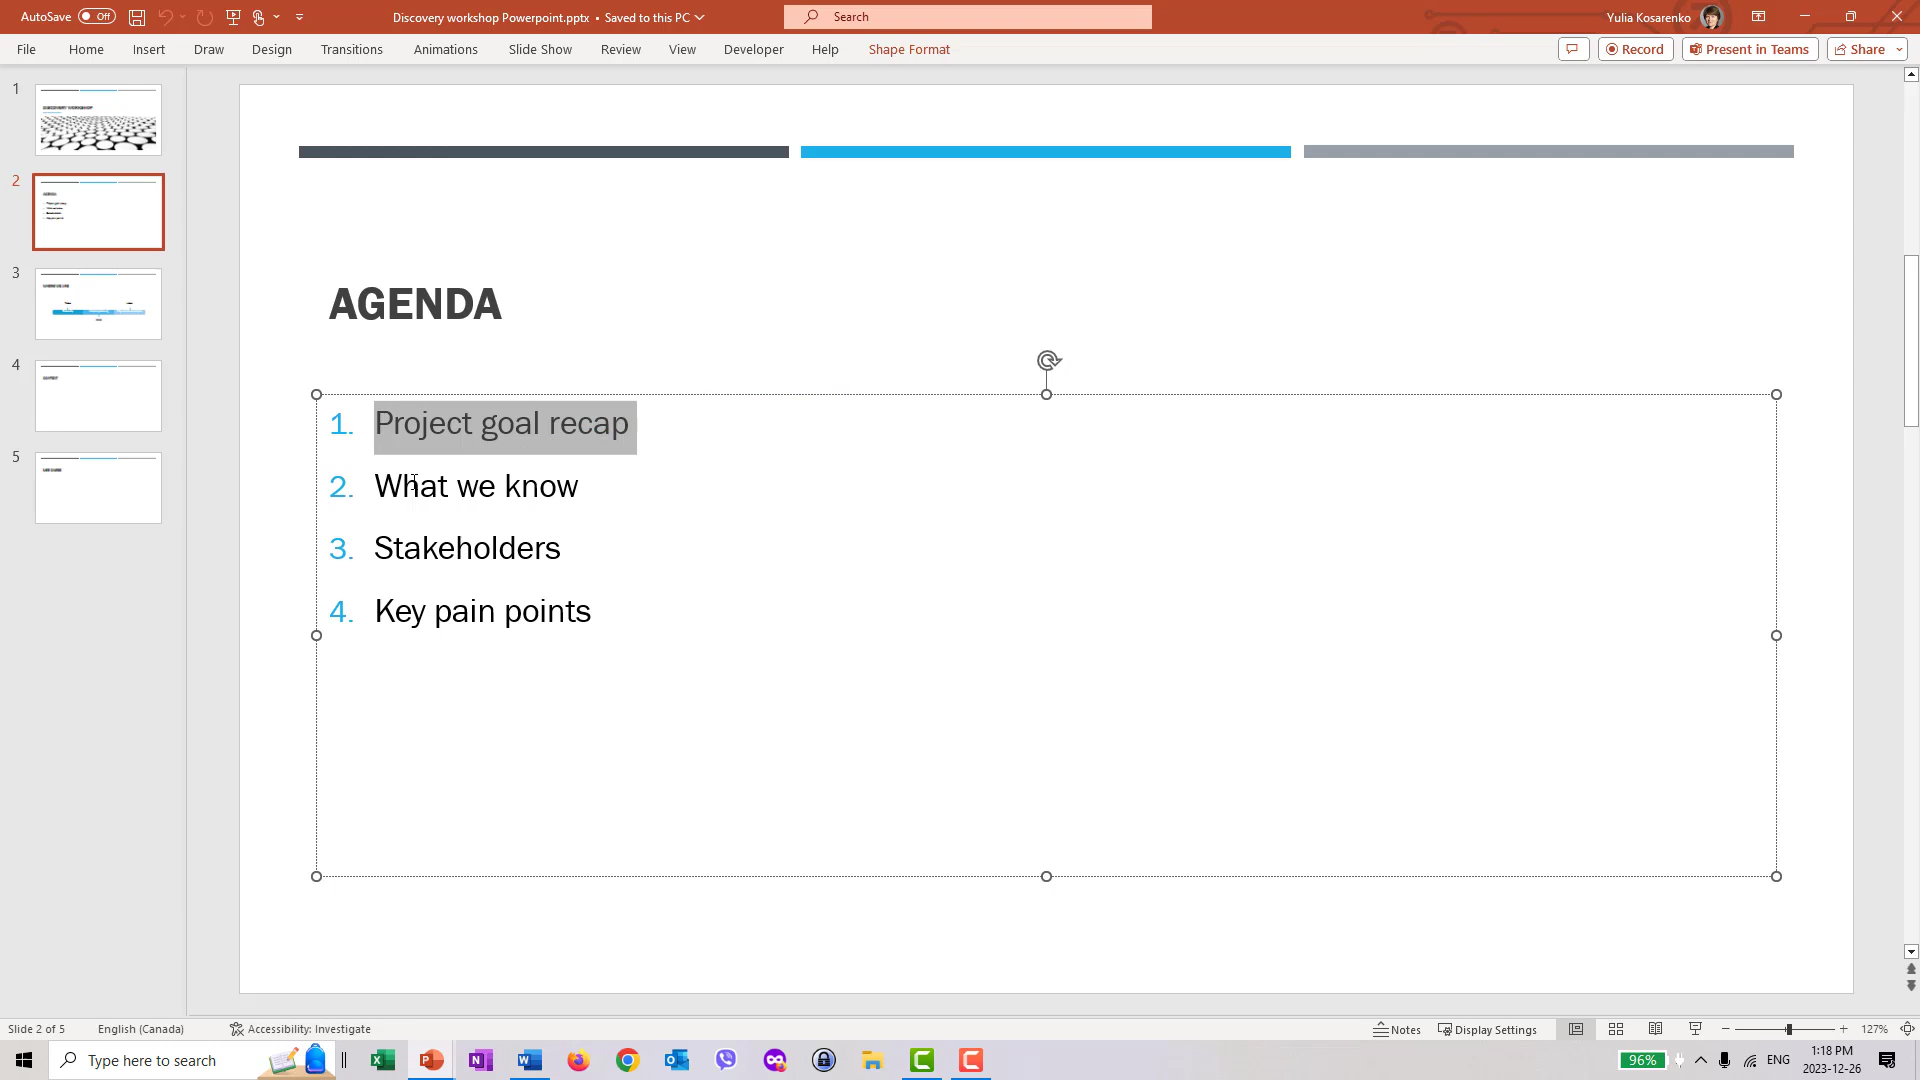 AutoSave Off
Discovery workshop Powerpoint.pptx • Saved to this PC
Search
Yulia Kosarenko
File Home Insert Draw Design Transitions Animations Slide Show Review View Developer Help Shape Format
Record Present in Teams Share
1
DISCOVERY WORKSHOP
2
AGENDA
3
4
5
AGENDA
1. Project goal recap
2. What we know
3. Stakeholders
4. Key pain points
Slide 2 of 5 English (Canada) Accessibility: Investigate Notes Display Settings 127%
Type here to search
96% ENG
1:18 PM
2023-12-26